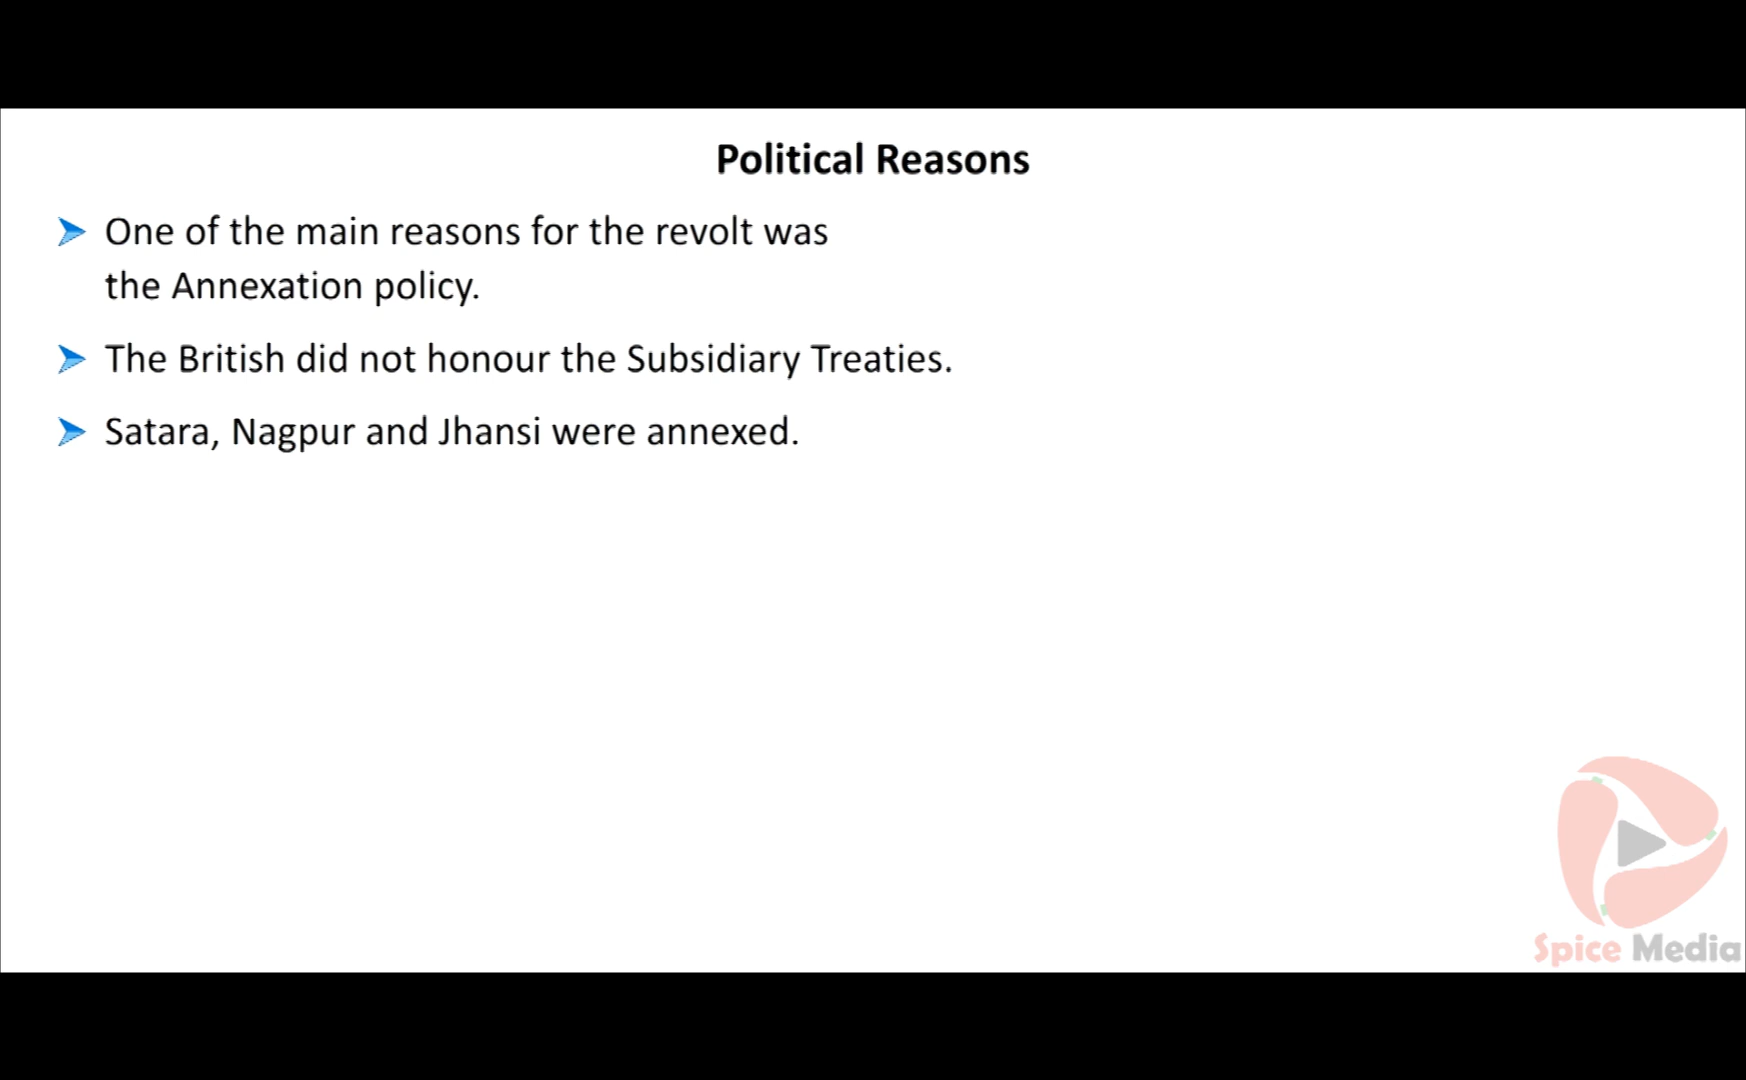 Political Reasons
One of the main reasons for the revolt was
the Annexation policy.
The British did not honour the Subsidiary Treaties.
Satara, Nagpur and Jhansi were annexed.
Spice Media